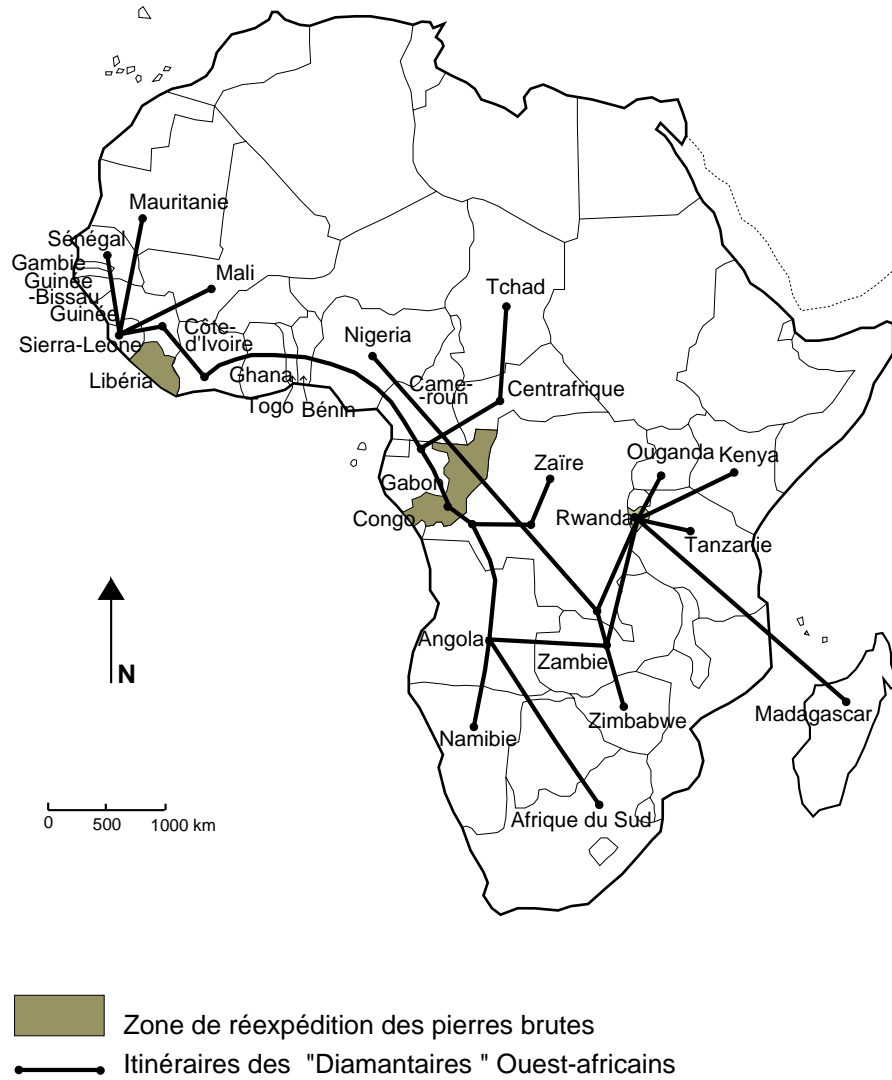 Mauritanie
Sénégal
Gambie
Guinée
-Bissau
Guinée
Mali
Sierra-Leone
Côte-
d'Ivoire
Libéria
Ghana
Togo
Bénin
Nigeria
Tchad
Came-
-roun
Centrafrique
Gabon
Congo
Zaïre
Ouganda
Kenya
Rwanda
Tanzanie
Angola
Zambie
Zimbabwe
Madagascar
Namibie
Afrique du Sud
N
0 500 1000 km
Zone de réexpédition des pierres brutes
Itinéraires des "Diamantaires " Ouest-africains